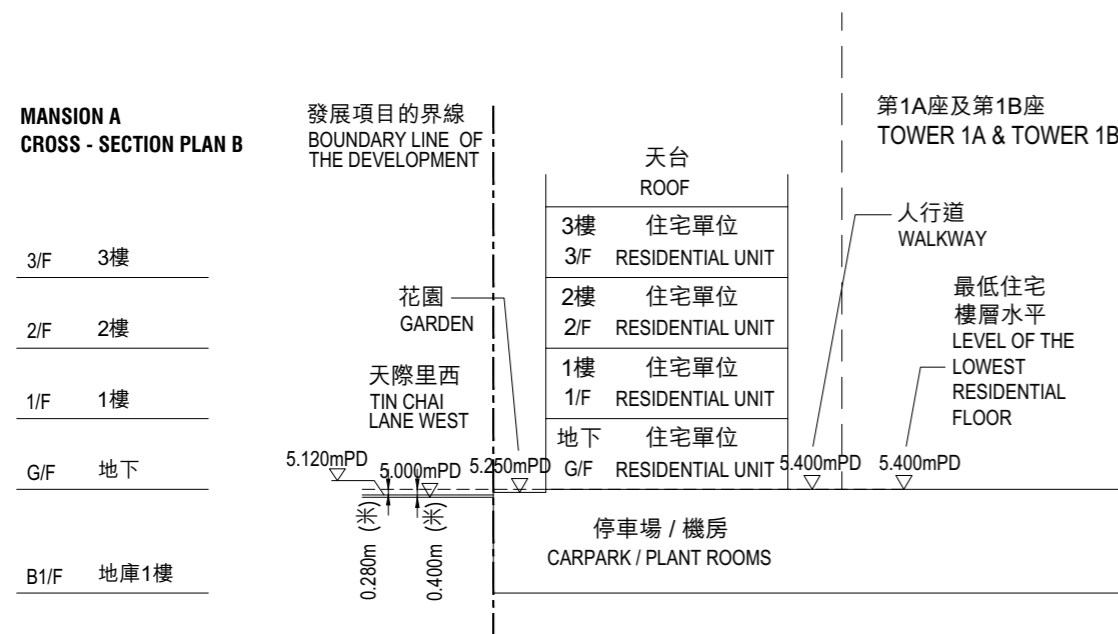 MANSION A
CROSS - SECTION PLAN B
發展項目的界線
BOUNDARY LINE OF
THE DEVELOPMENT
第1A座及第1B座
TOWER 1A & TOWER 1B
天台
ROOF
3樓 住宅單位
3/F RESIDENTIAL UNIT
2樓 住宅單位
2/F RESIDENTIAL UNIT
1樓 住宅單位
1/F RESIDENTIAL UNIT
地下 住宅單位
G/F RESIDENTIAL UNIT
人行道
WALKWAY
最低住宅
樓層水平
LEVEL OF THE
LOWEST
RESIDENTIAL
FLOOR
3/F 3樓
2/F 2樓
1/F 1樓
G/F 地下
B1/F 地庫1樓
花園
GARDEN
天際里西
TIN CHAI
LANE WEST
5.120mPD
5.000mPD
5.250mPD
5.400mPD
5.400mPD
0.280m (米)
0.400m (米)
停車場 / 機房
CARPARK / PLANT ROOMS